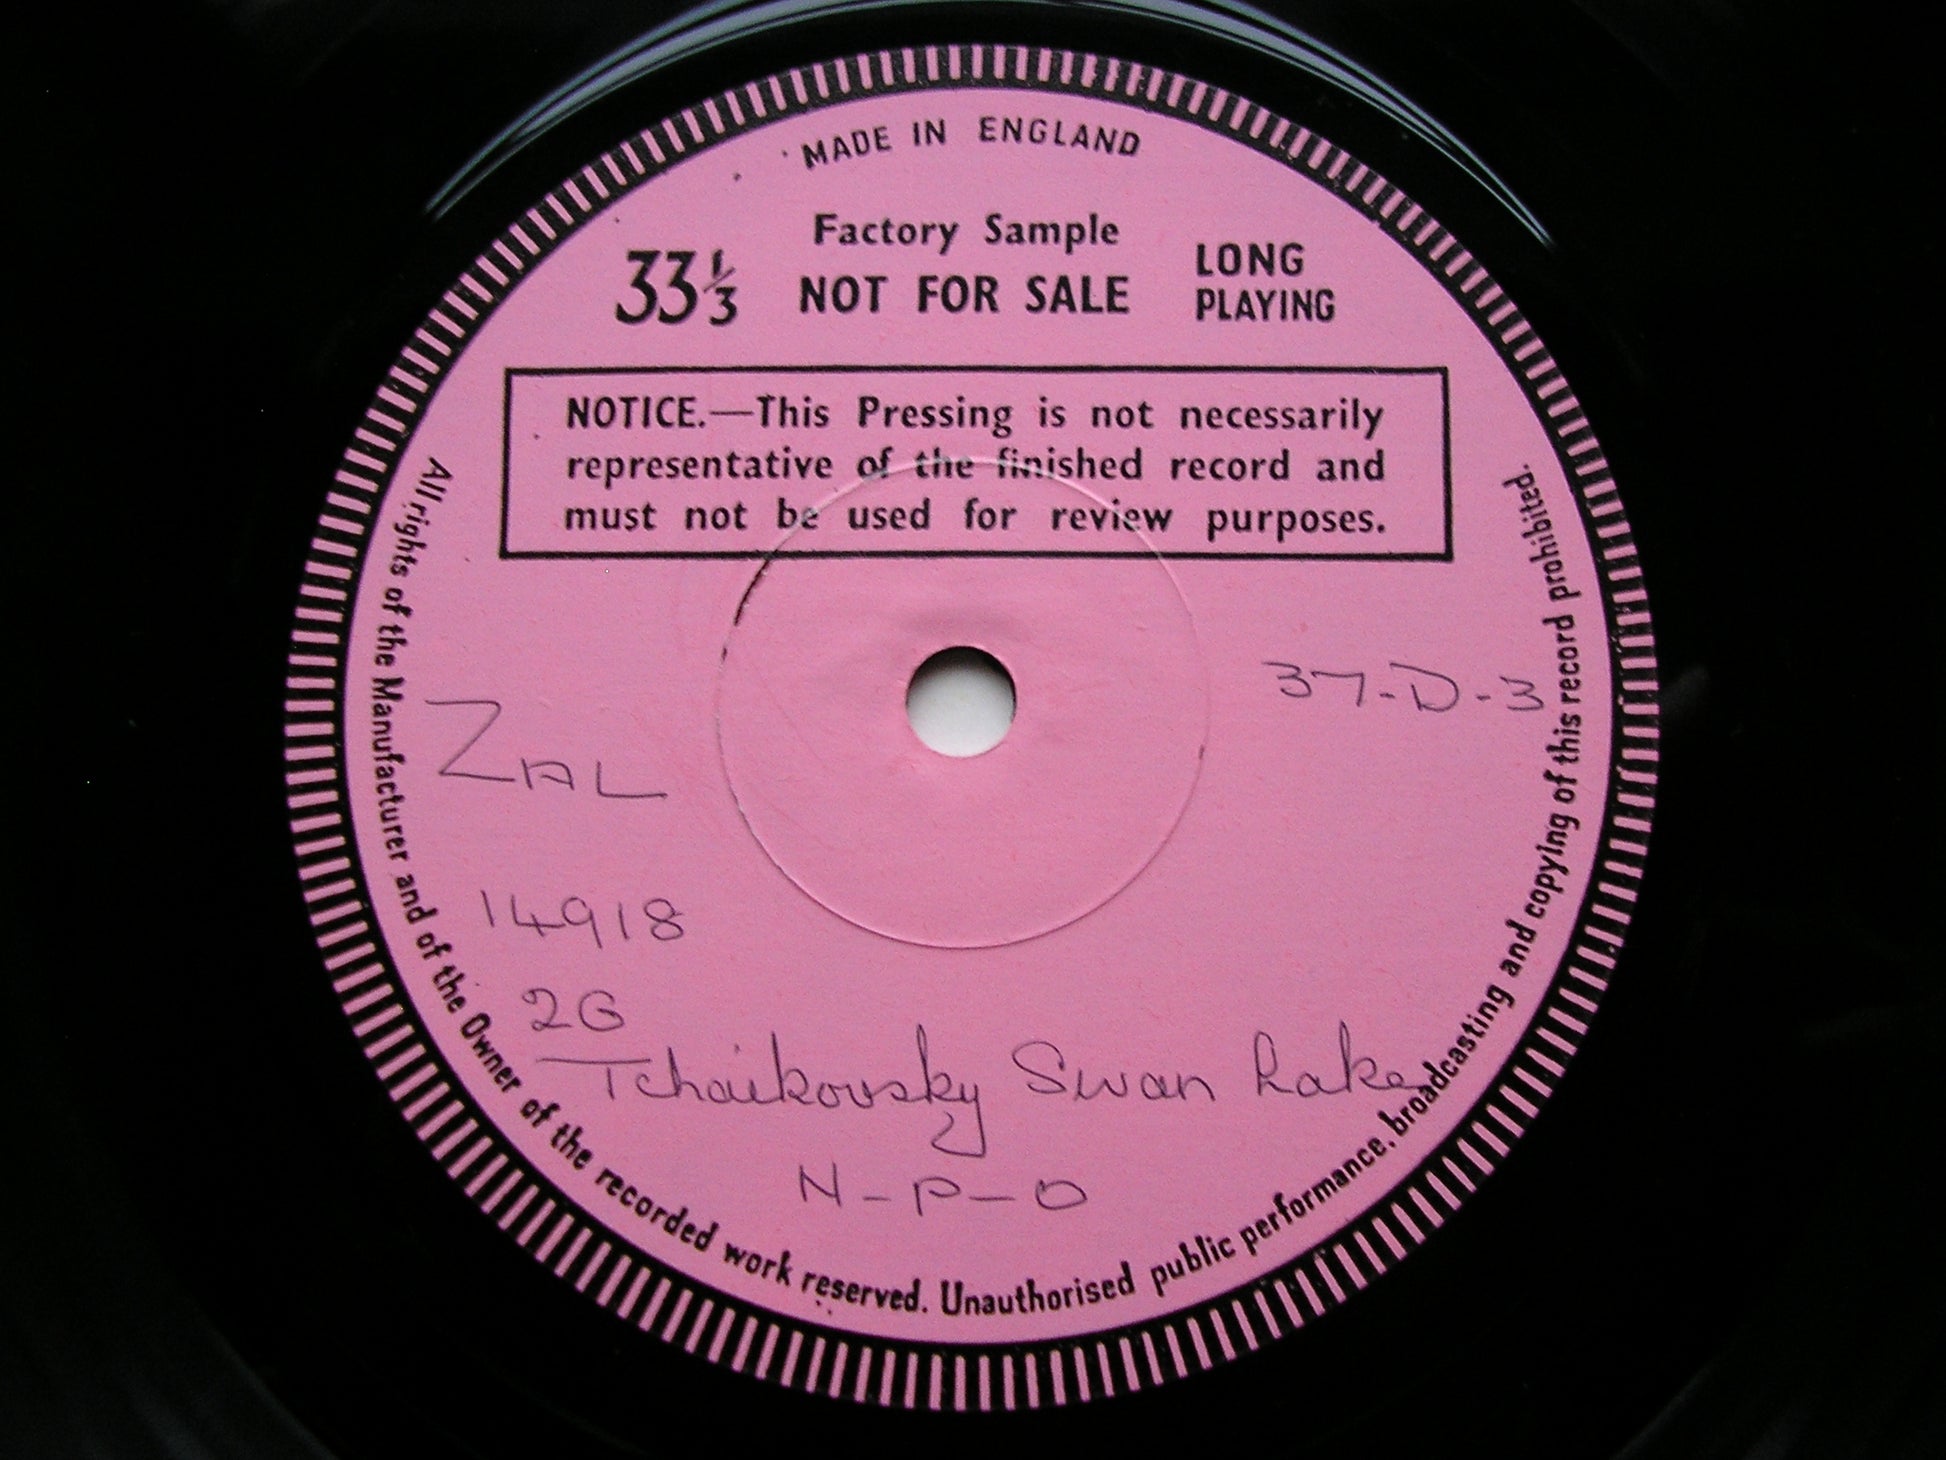 MADE IN ENGLAND
Factory Sample
33⅓ NOT FOR SALE LONG PLAYING
NOTICE.—This Pressing is not necessarily
representative of the finished record and
must not be used for review purposes.
37-D-3
ZAL
14918
2G
Tchaikovsky Swan Lake
N-P-O
All rights of the Manufacturer and of the Owner of the recorded work reserved. Unauthorised public performance, broadcasting and copying of this record prohibited.